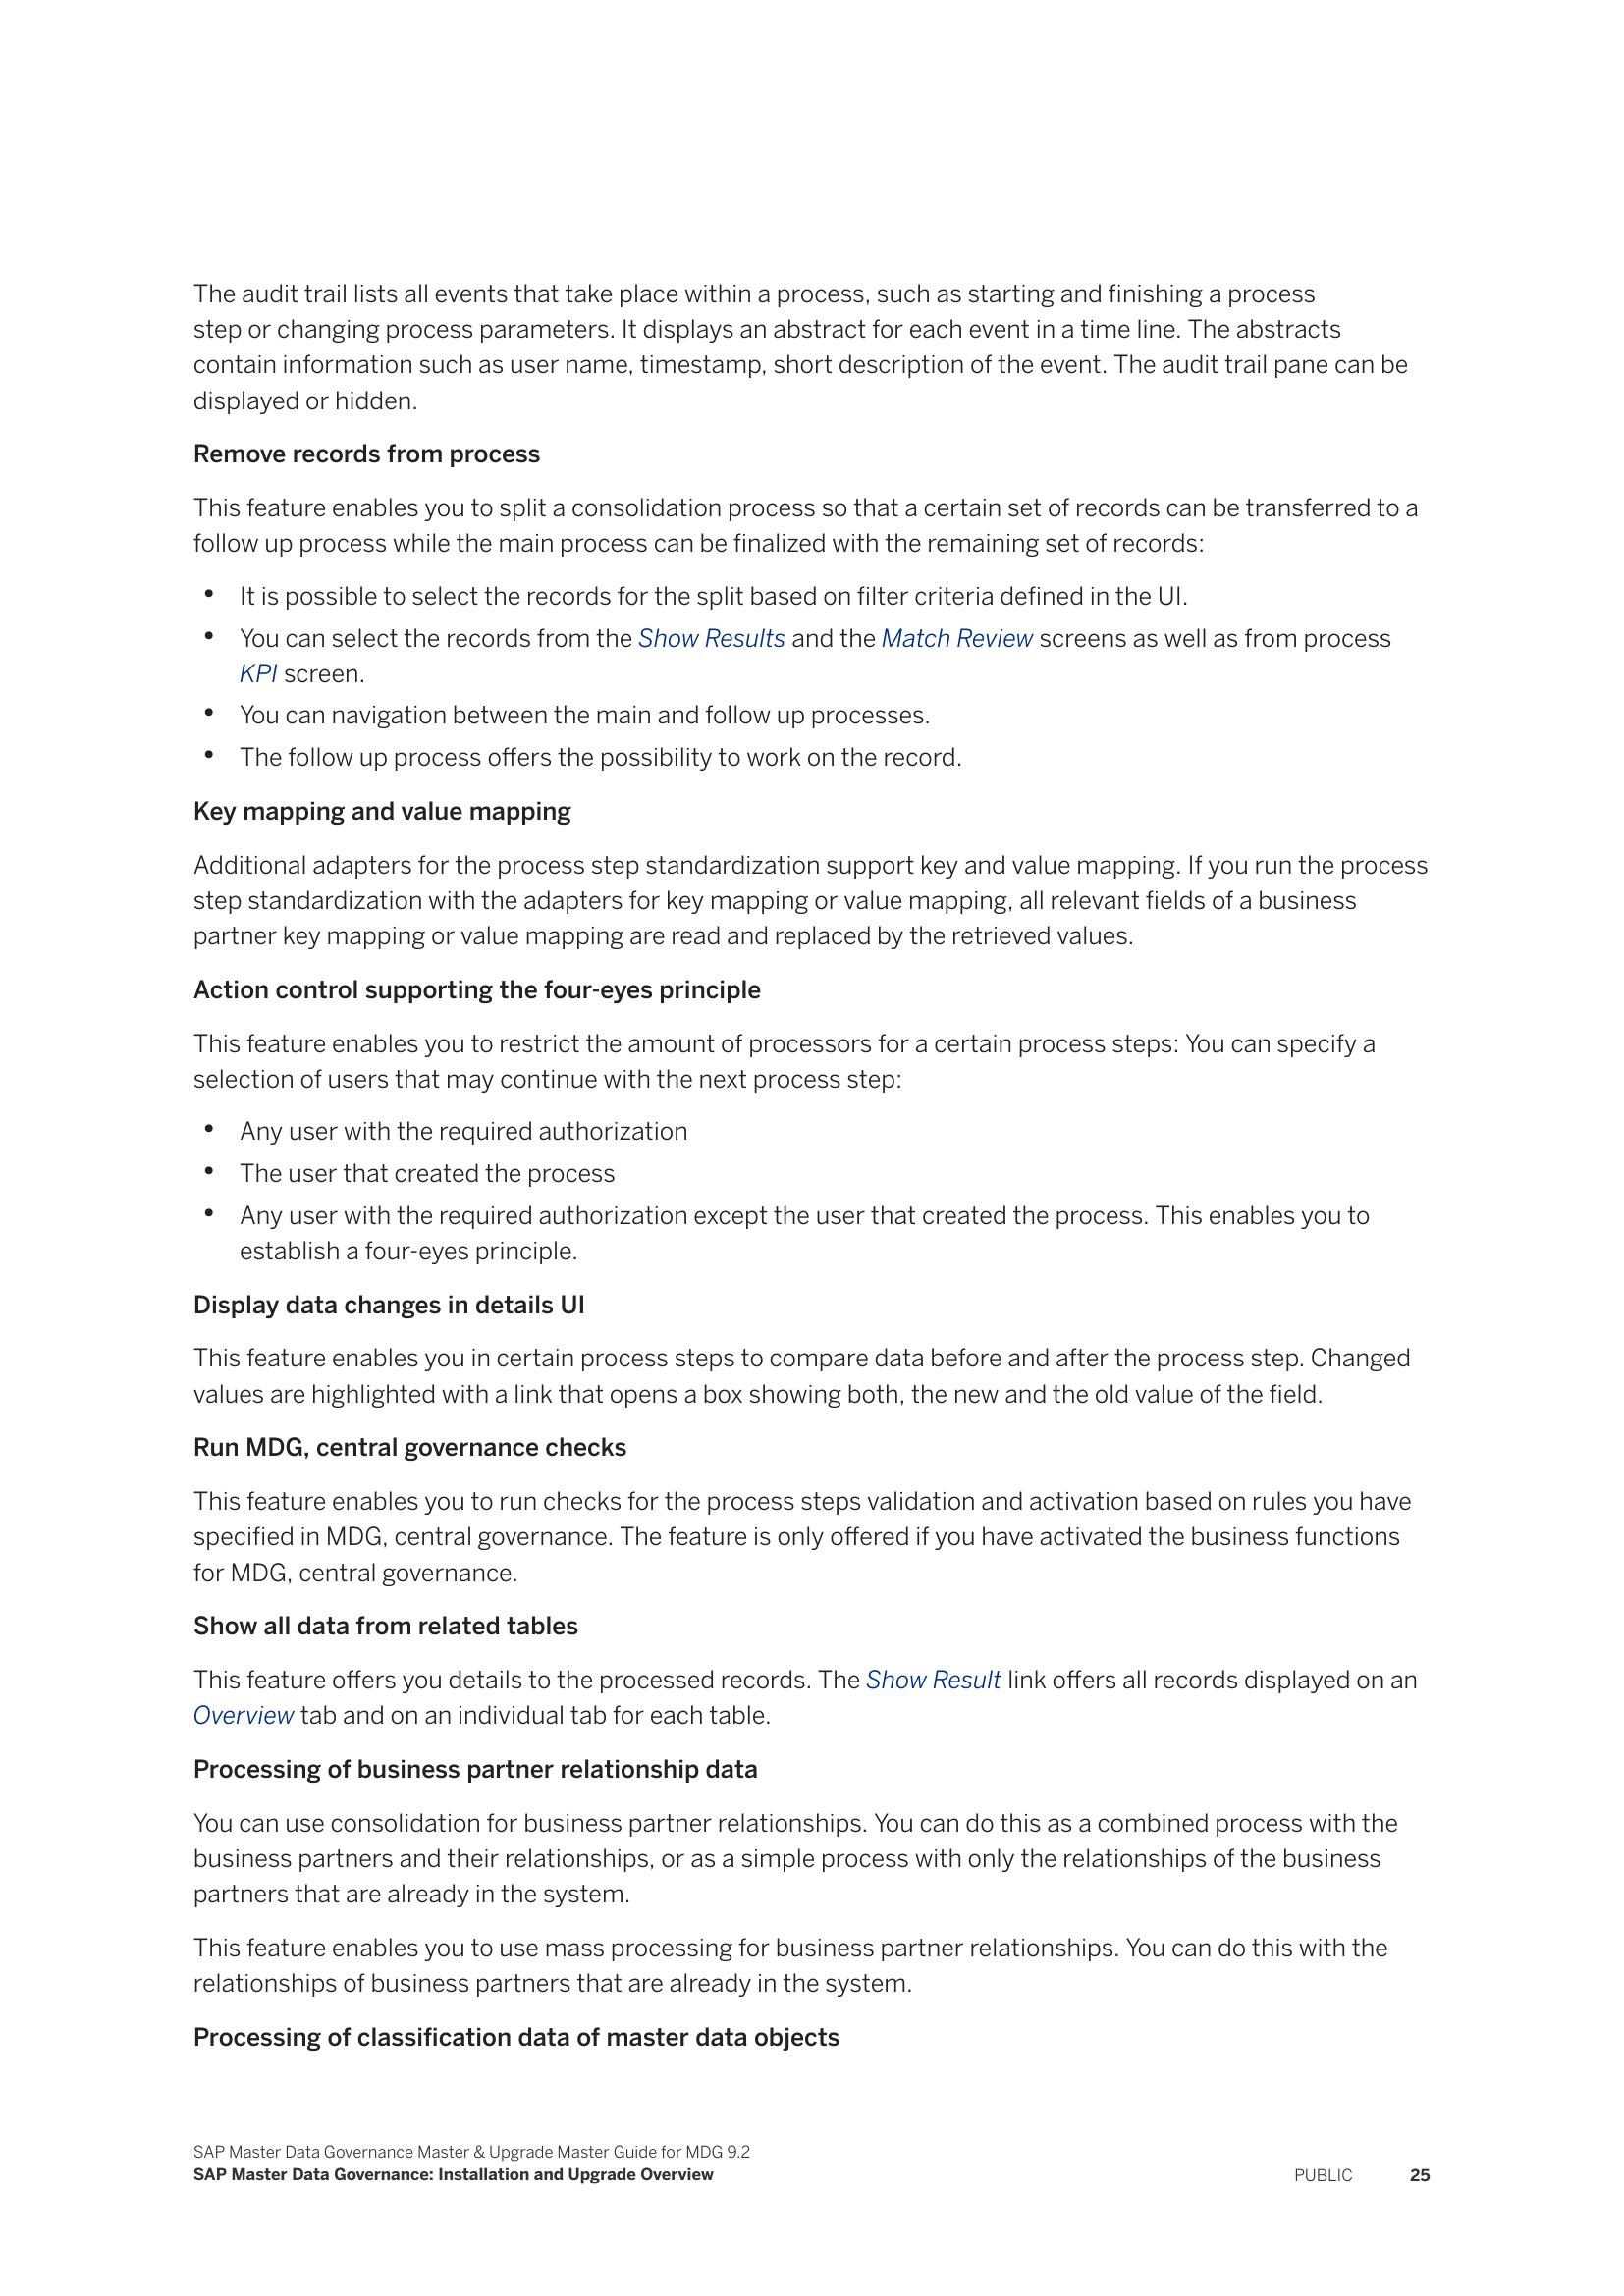 The audit trail lists all events that take place within a process, such as starting and finishing a process
step or changing process parameters. It displays an abstract for each event in a time line. The abstracts
contain information such as user name, timestamp, short description of the event. The audit trail pane can be
displayed or hidden.
Remove records from process
This feature enables you to split a consolidation process so that a certain set of records can be transferred to a
follow up process while the main process can be finalized with the remaining set of records:
• It is possible to select the records for the split based on filter criteria defined in the UI.
• You can select the records from the Show Results and the Match Review screens as well as from process
KPI screen.
• You can navigation between the main and follow up processes.
• The follow up process offers the possibility to work on the record.
Key mapping and value mapping
Additional adapters for the process step standardization support key and value mapping. If you run the process
step standardization with the adapters for key mapping or value mapping, all relevant fields of a business
partner key mapping or value mapping are read and replaced by the retrieved values.
Action control supporting the four-eyes principle
This feature enables you to restrict the amount of processors for a certain process steps: You can specify a
selection of users that may continue with the next process step:
• Any user with the required authorization
• The user that created the process
• Any user with the required authorization except the user that created the process. This enables you to
establish a four-eyes principle.
Display data changes in details UI
This feature enables you in certain process steps to compare data before and after the process step. Changed
values are highlighted with a link that opens a box showing both, the new and the old value of the field.
Run MDG, central governance checks
This feature enables you to run checks for the process steps validation and activation based on rules you have
specified in MDG, central governance. The feature is only offered if you have activated the business functions
for MDG, central governance.
Show all data from related tables
This feature offers you details to the processed records. The Show Result link offers all records displayed on an
Overview tab and on an individual tab for each table.
Processing of business partner relationship data
You can use consolidation for business partner relationships. You can do this as a combined process with the
business partners and their relationships, or as a simple process with only the relationships of the business
partners that are already in the system.
This feature enables you to use mass processing for business partner relationships. You can do this with the
relationships of business partners that are already in the system.
Processing of classification data of master data objects
SAP Master Data Governance Master & Upgrade Master Guide for MDG 9.2
SAP Master Data Governance: Installation and Upgrade Overview
PUBLIC 25